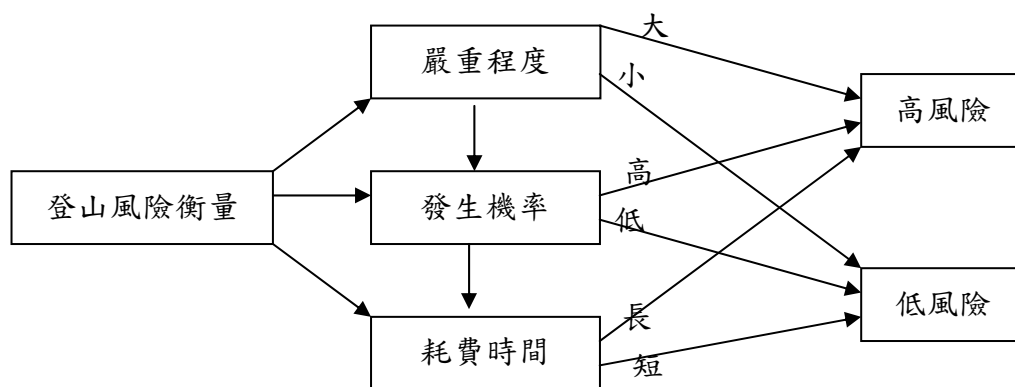 大
嚴重程度
小
高風險
高
登山風險衡量
發生機率
低
低風險
長
耗費時間
短